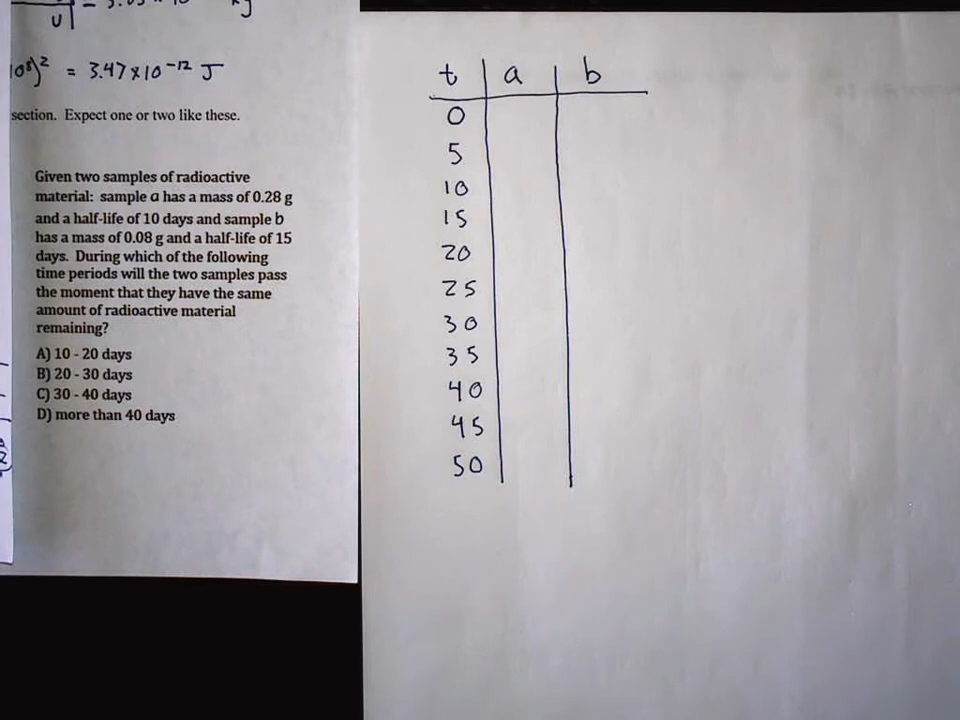 = 3.47 x 10⁻¹² J
section. Expect one or two like these.
Given two samples of radioactive
material: sample a has a mass of 0.28 g
and a half-life of 10 days and sample b
has a mass of 0.08 g and a half-life of 15
days. During which of the following
time periods will the two samples pass
the moment that they have the same
amount of radioactive material
remaining?
A) 10 - 20 days
B) 20 - 30 days
C) 30 - 40 days
D) more than 40 days
t a b
0
5
10
15
20
25
30
35
40
45
50